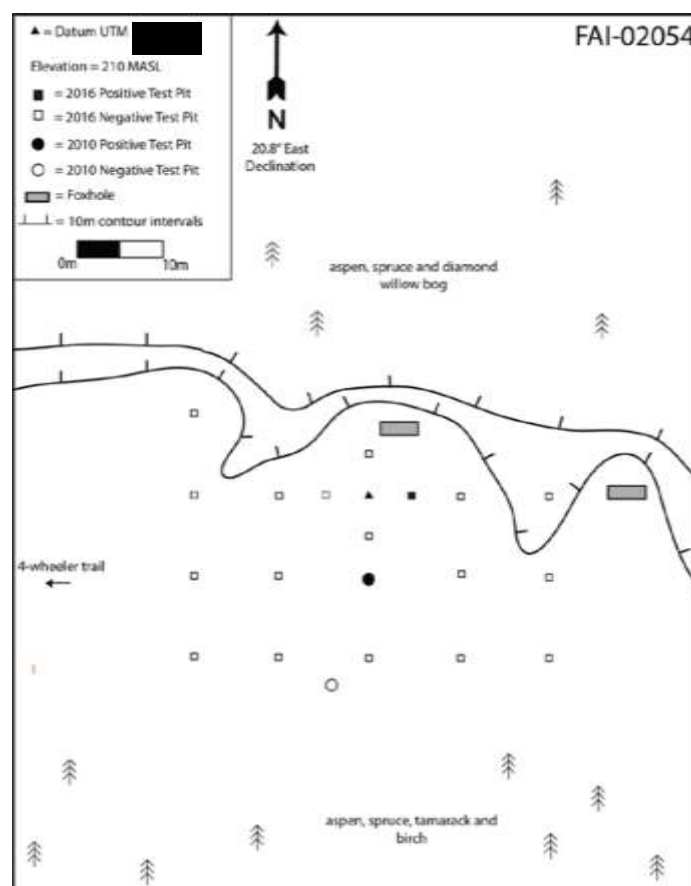 ▲ = Datum UTM
FAI-02054
Elevation = 210 MASL
■ = 2016 Positive Test Pit
□ = 2016 Negative Test Pit
● = 2010 Positive Test Pit
○ = 2010 Negative Test Pit
= Foxhole
= 10m contour intervals
0m 10m
N
20.8° East
Declination
aspen, spruce and diamond
willow bog
4-wheeler trail
aspen, spruce, tamarack and
birch